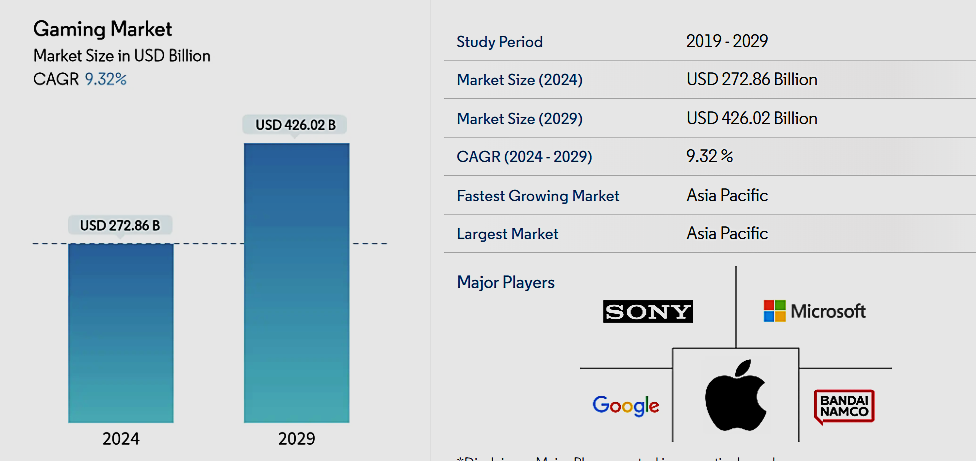 Gaming Market
Market Size in USD Billion
CAGR 9.32%
USD 426.02 B
USD 272.86 B
2024
2029
Study Period 2019 - 2029
Market Size (2024) USD 272.86 Billion
Market Size (2029) USD 426.02 Billion
CAGR (2024 - 2029) 9.32 %
Fastest Growing Market Asia Pacific
Largest Market Asia Pacific
Major Players
SONY
Microsoft
Google
BANDAI
NAMCO